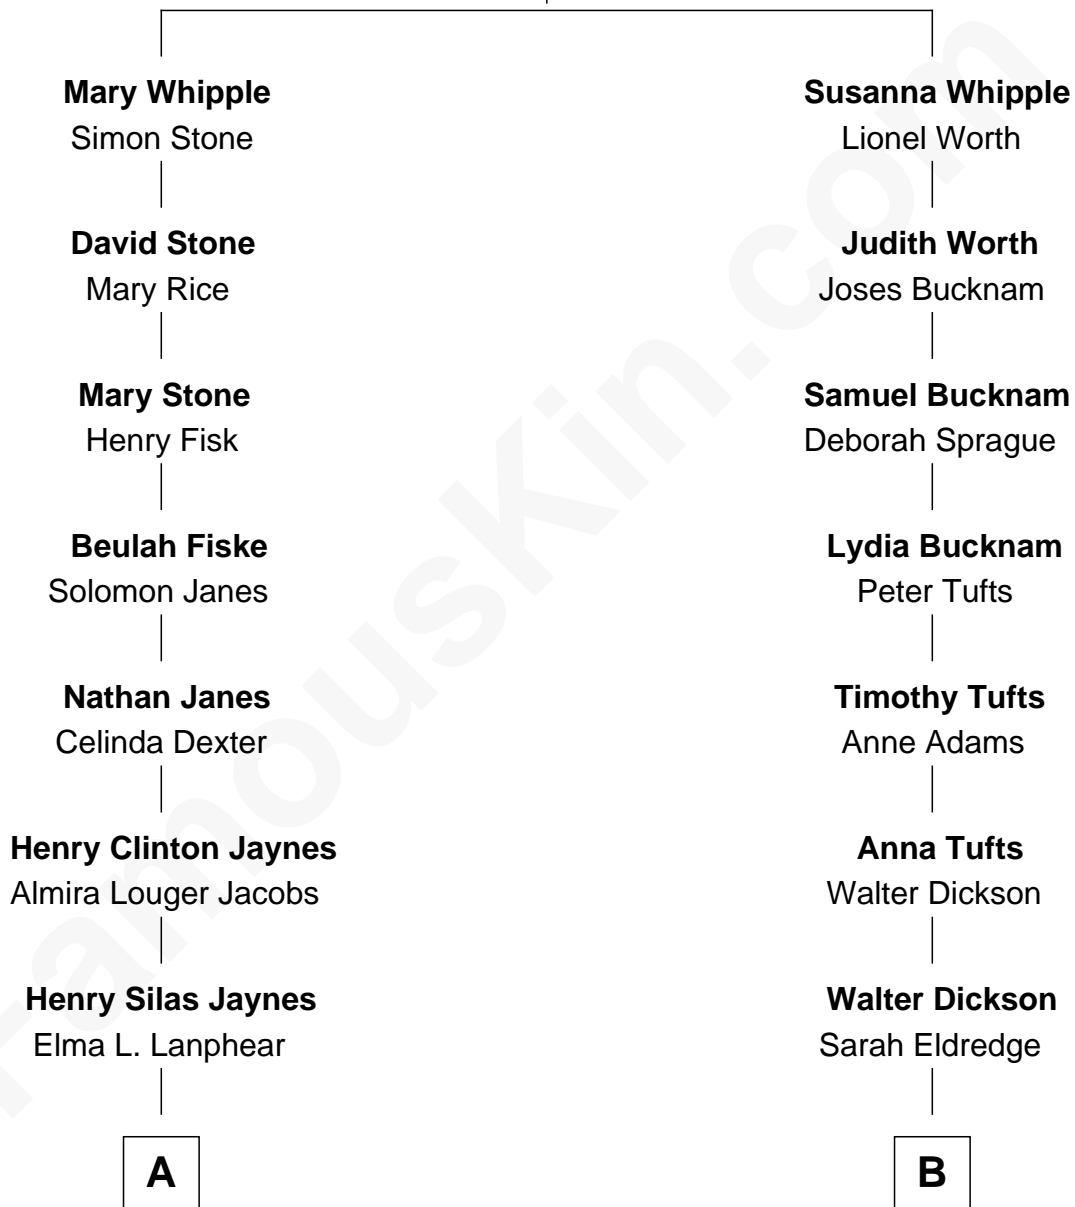 Mary Whipple
Simon Stone
David Stone
Mary Rice
Mary Stone
Henry Fisk
Beulah Fiske
Solomon Janes
Nathan Janes
Celinda Dexter
Henry Clinton Jaynes
Almira Louger Jacobs
Henry Silas Jaynes
Elma L. Lanphear
A
Susanna Whipple
Lionel Worth
Judith Worth
Joses Bucknam
Samuel Bucknam
Deborah Sprague
Lydia Bucknam
Peter Tufts
Timothy Tufts
Anne Adams
Anna Tufts
Walter Dickson
Walter Dickson
Sarah Eldredge
B
FamousKin.com